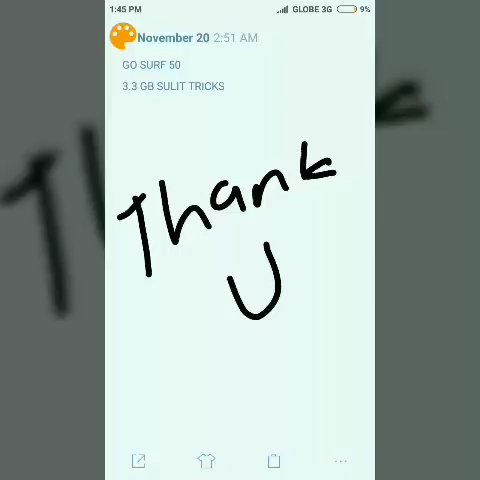 1:45 PM GLOBE 3G 9%
November 20 2:51 AM
GO SURF 50
3.3 GB SULIT TRICKS
Thank
U